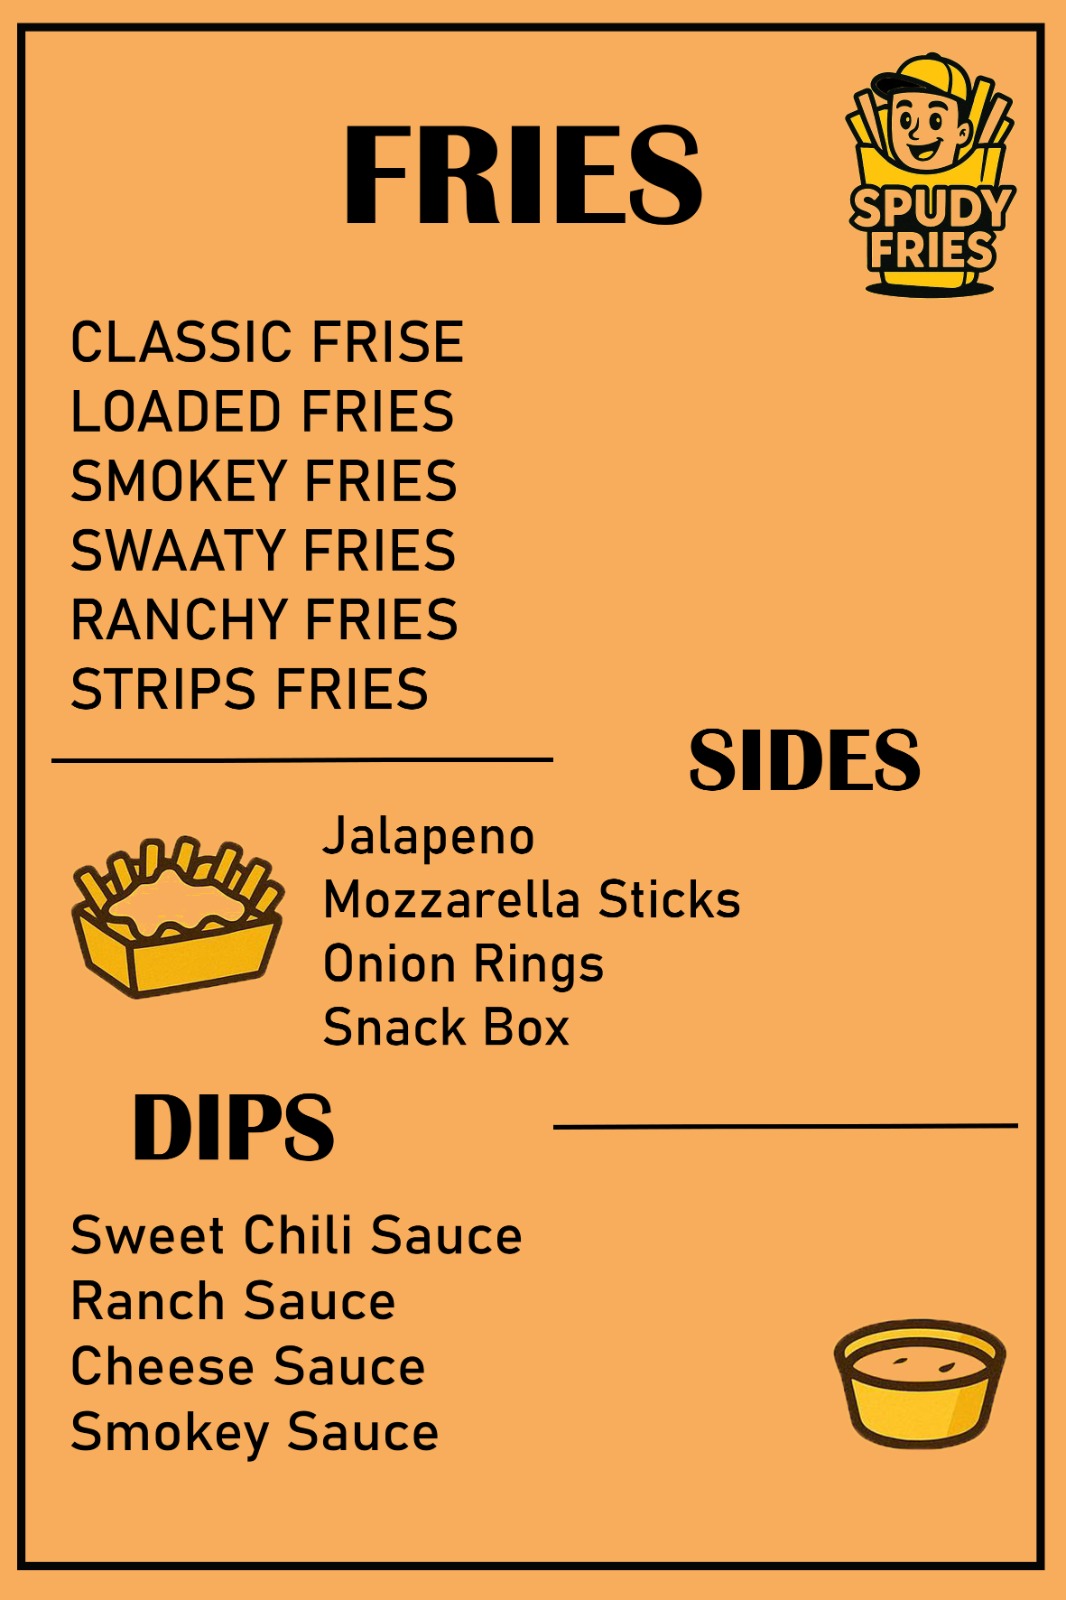 FRIES
SPUDY
FRIES
CLASSIC FRISE
LOADED FRIES
SMOKEY FRIES
SWAATY FRIES
RANCHY FRIES
STRIPS FRIES
SIDES
Jalapeno
Mozzarella Sticks
Onion Rings
Snack Box
DIPS
Sweet Chili Sauce
Ranch Sauce
Cheese Sauce
Smokey Sauce